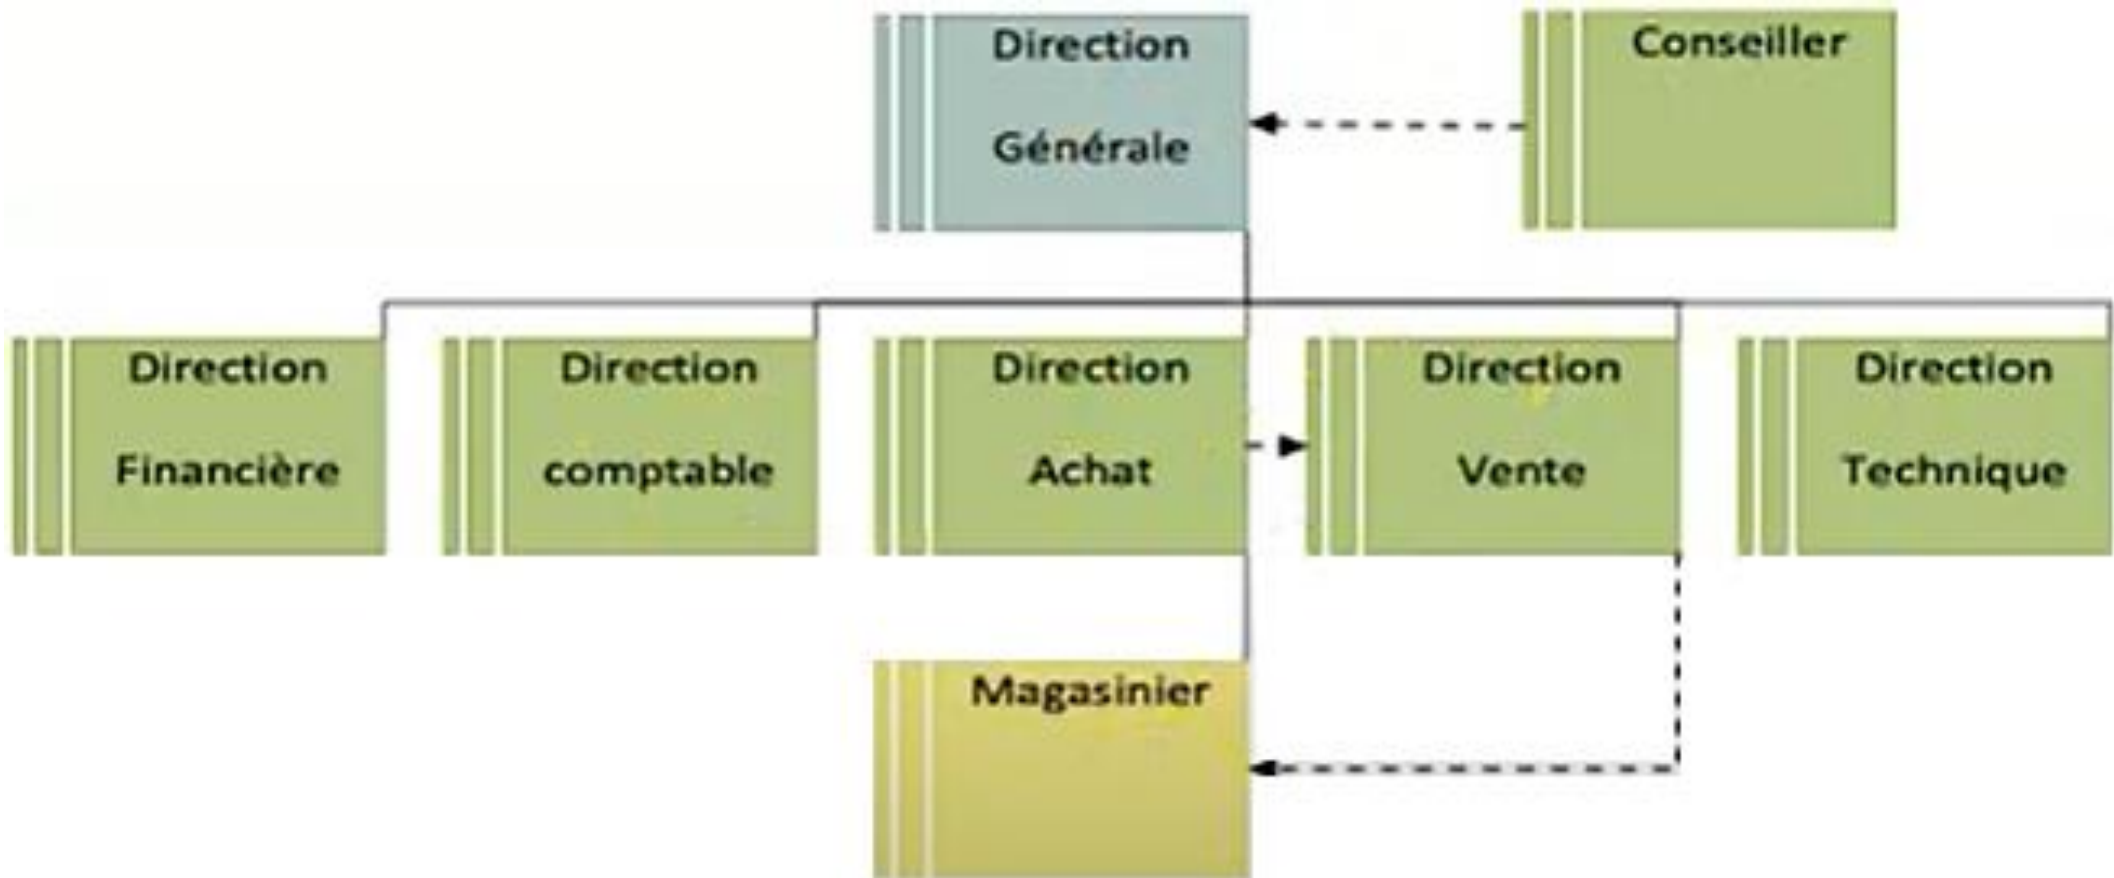 Direction
Générale
Conseiller
Direction
Financière
Direction
comptable
Direction
Achat
Direction
Vente
Direction
Technique
Magasinier